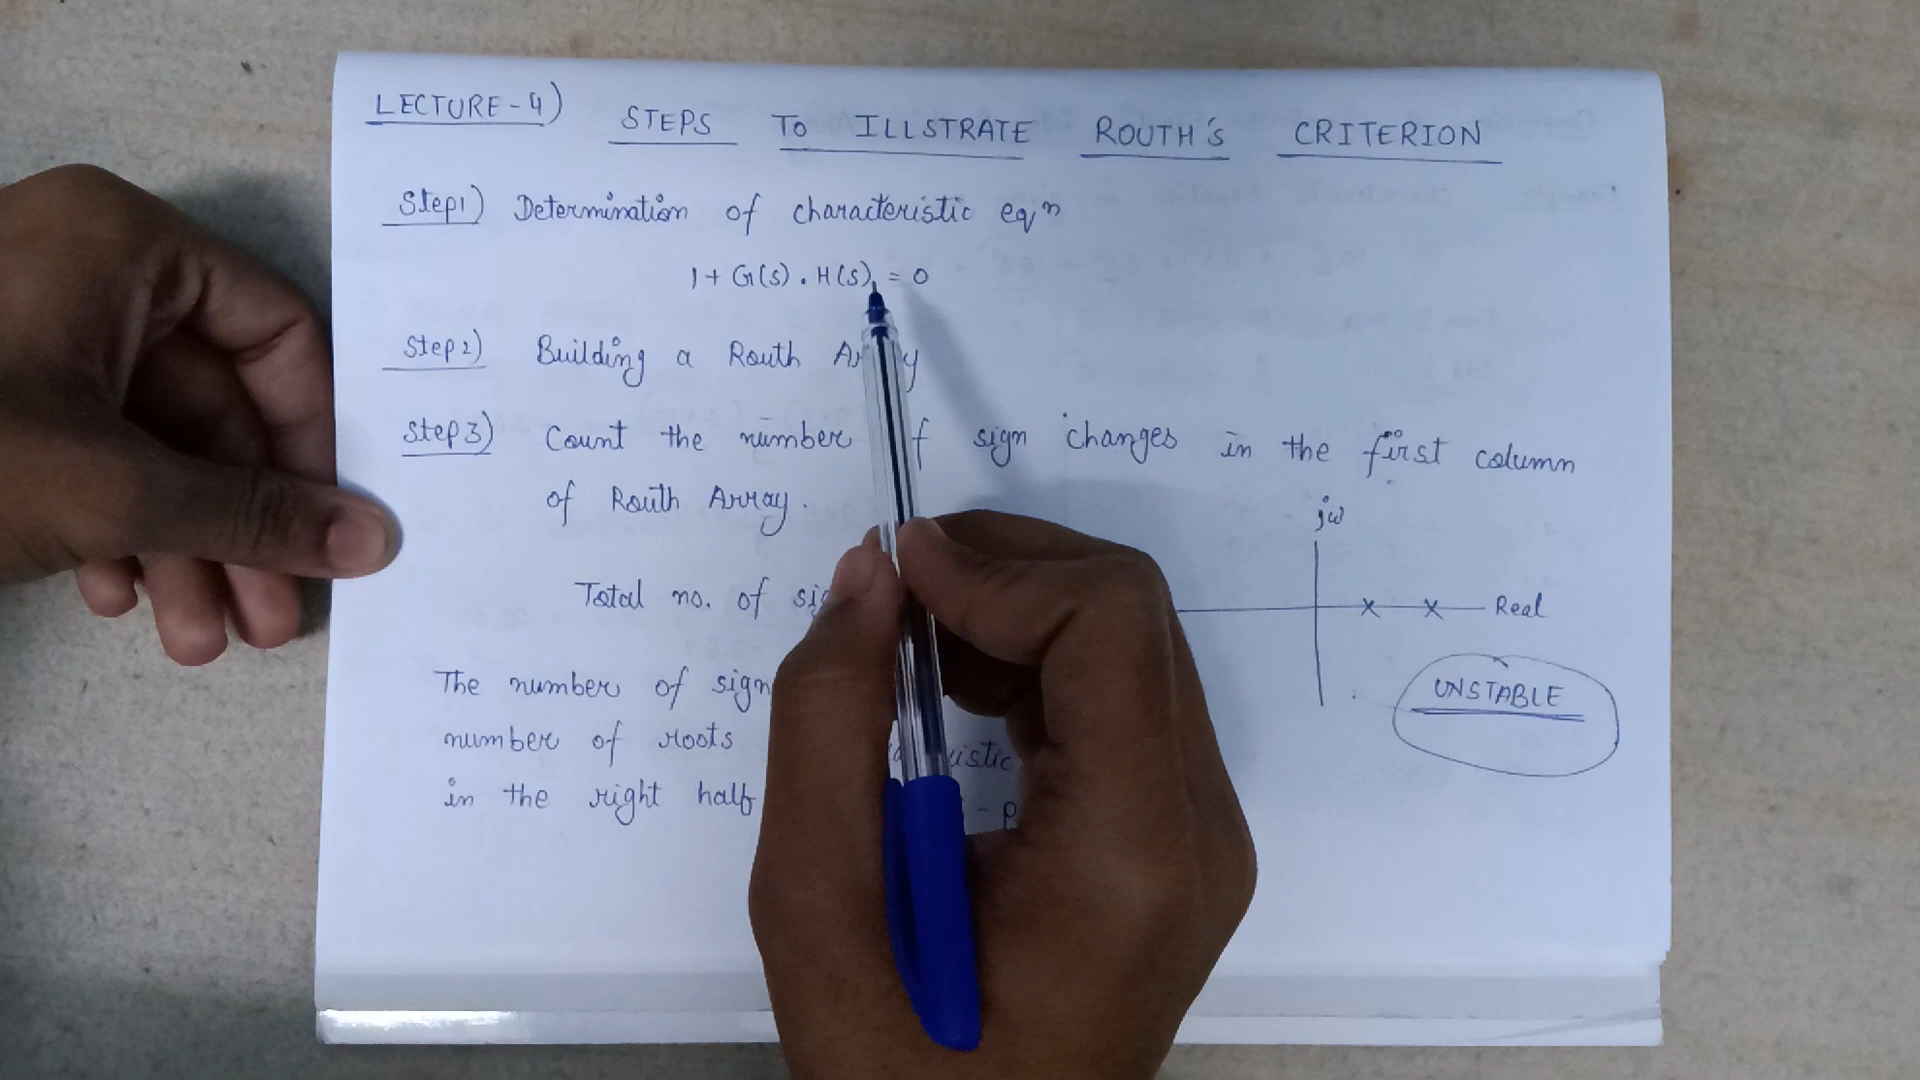 LECTURE-4)
STEPS TO ILLSTRATE ROUTH'S CRITERION
Step1) Determination of characteristic eqn
1 + G(s) . H(s) = 0
Step2) Building a Routh
Step3) Count the number sign changes in the first column
of Routh Array.
jω
Total no. of
Real
The number of sign
UNSTABLE
number of roots
in the right half